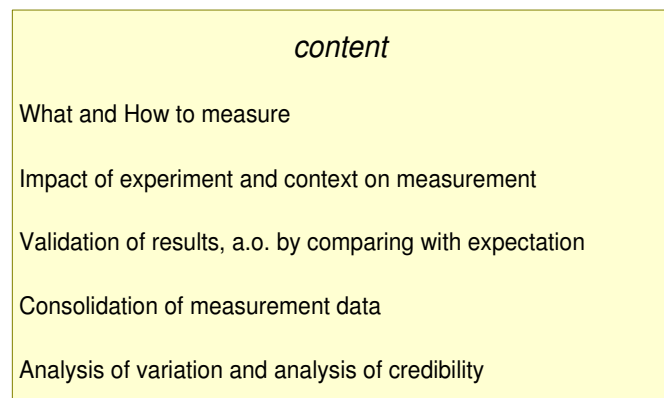 content
What and How to measure
Impact of experiment and context on measurement
Validation of results, a.o. by comparing with expectation
Consolidation of measurement data
Analysis of variation and analysis of credibility